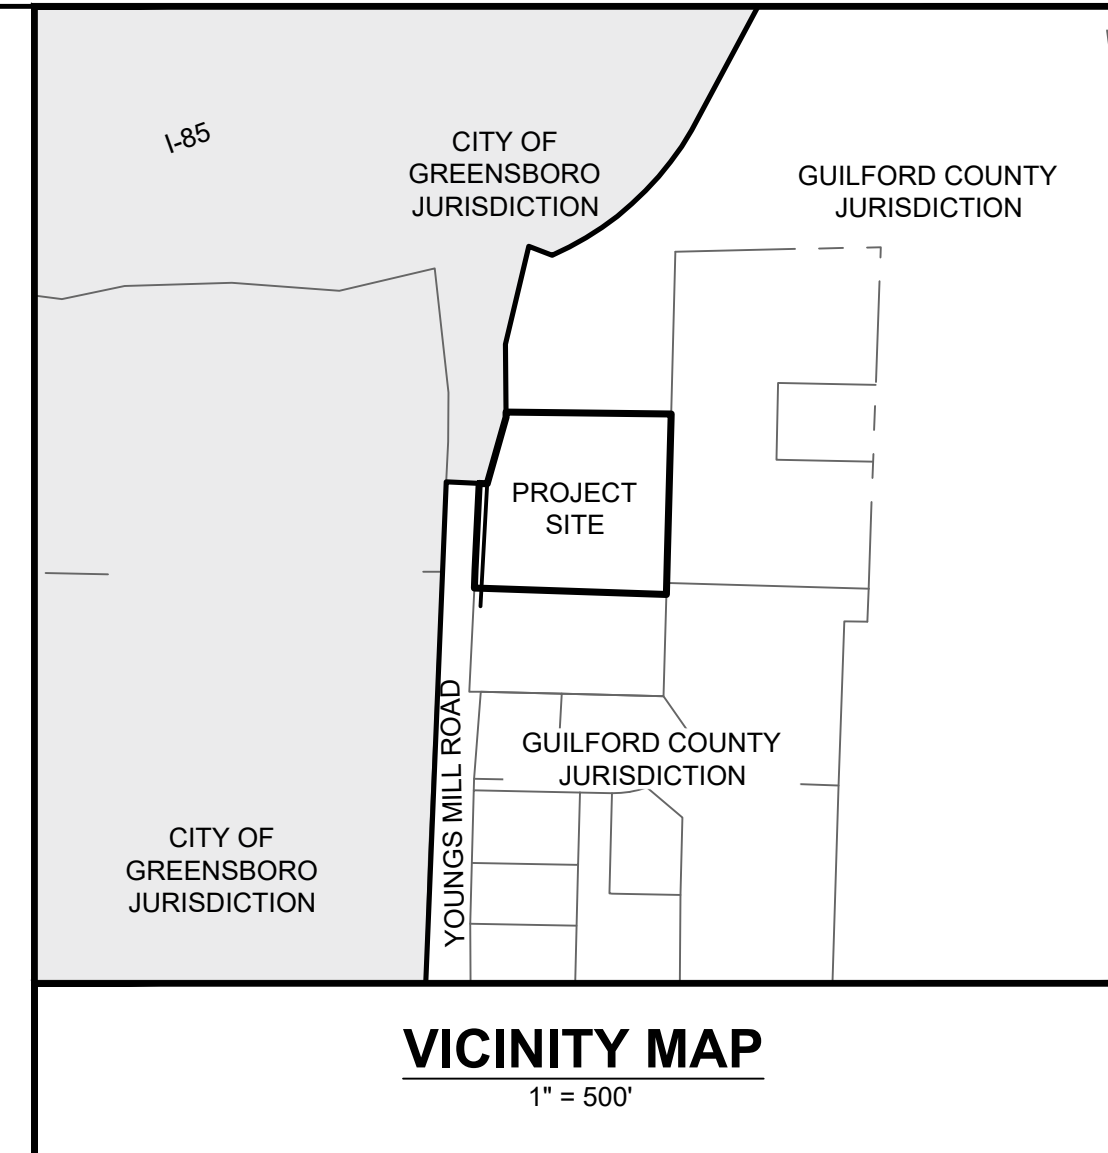 I-85
CITY OF
GREENSBORO
JURISDICTION
GUILFORD COUNTY
JURISDICTION
PROJECT
SITE
YOUNGS MILL ROAD
GUILFORD COUNTY
JURISDICTION
CITY OF
GREENSBORO
JURISDICTION
VICINITY MAP
1" = 500'